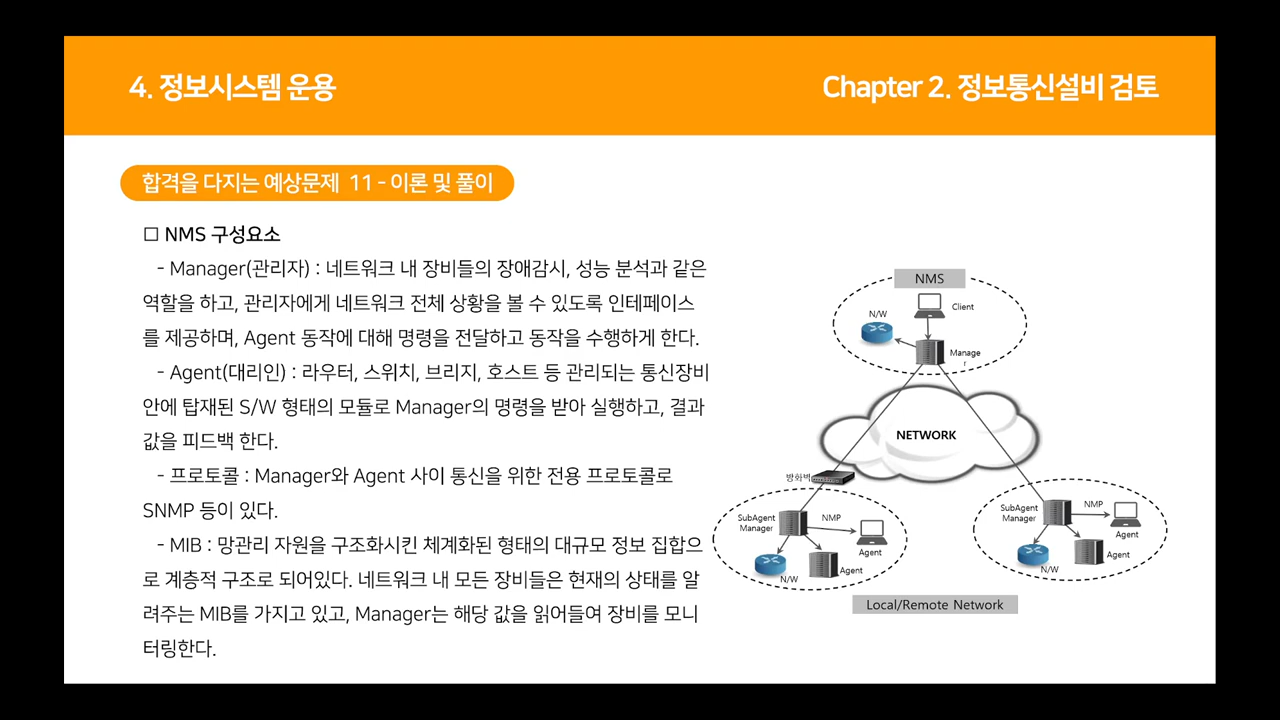 4. 정보시스템 운용
Chapter 2. 정보통신설비 검토
합격을 다지는 예상문제 11 - 이론 및 풀이
□ NMS 구성요소
- Manager(관리자) : 네트워크 내 장비들의 장애감시, 성능 분석과 같은
역할을 하고, 관리자에게 네트워크 전체 상황을 볼 수 있도록 인테페이스
를 제공하며, Agent 동작에 대해 명령을 전달하고 동작을 수행하게 한다.
- Agent(대리인) : 라우터, 스위치, 브리지, 호스트 등 관리되는 통신장비
안에 탑재된 S/W 형태의 모듈로 Manager의 명령을 받아 실행하고, 결과
값을 피드백 한다.
- 프로토콜 : Manager와 Agent 사이 통신을 위한 전용 프로토콜로
SNMP 등이 있다.
- MIB : 망관리 자원을 구조화시킨 체계화된 형태의 대규모 정보 집합으
로 계층적 구조로 되어있다. 네트워크 내 모든 장비들은 현재의 상태를 알
려주는 MIB를 가지고 있고, Manager는 해당 값을 읽어들여 장비를 모니
터링한다.
NMS
Client
N/W
Manage
r
NETWORK
방화벽
SubAgent
Manager
NMP
Agent
Agent
N/W
SubAgent
Manager
NMP
Agent
Agent
N/W
Local/Remote Network